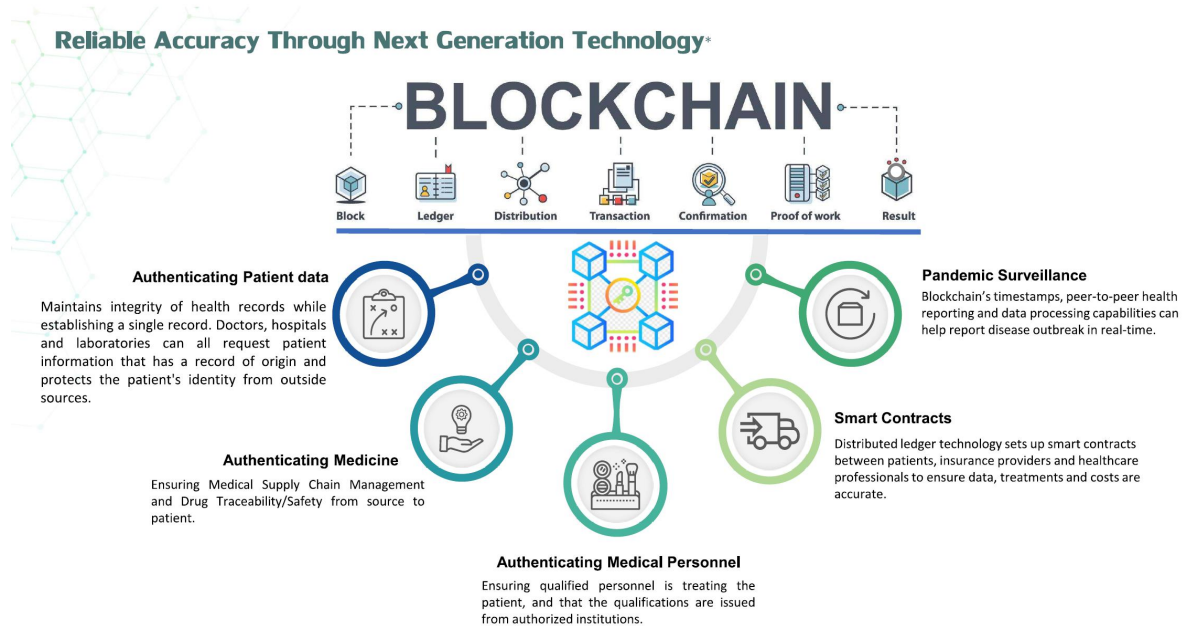 Reliable Accuracy Through Next Generation Technology*
BLOCKCHAIN
Block
Ledger
Distribution
Transaction
Confirmation
Proof of work
Result
Authenticating Patient data
Maintains integrity of health records while
establishing a single record. Doctors, hospitals
and laboratories can all request patient
information that has a record of origin and
protects the patient's identity from outside
sources.
Authenticating Medicine
Ensuring Medical Supply Chain Management
and Drug Traceability/Safety from source to
patient.
Authenticating Medical Personnel
Ensuring qualified personnel is treating the
patient, and that the qualifications are issued
from authorized institutions.
Smart Contracts
Distributed ledger technology sets up smart contracts
between patients, insurance providers and healthcare
professionals to ensure data, treatments and costs are
accurate.
Pandemic Surveillance
Blockchain’s timestamps, peer-to-peer health
reporting and data processing capabilities can
help report disease outbreak in real-time.